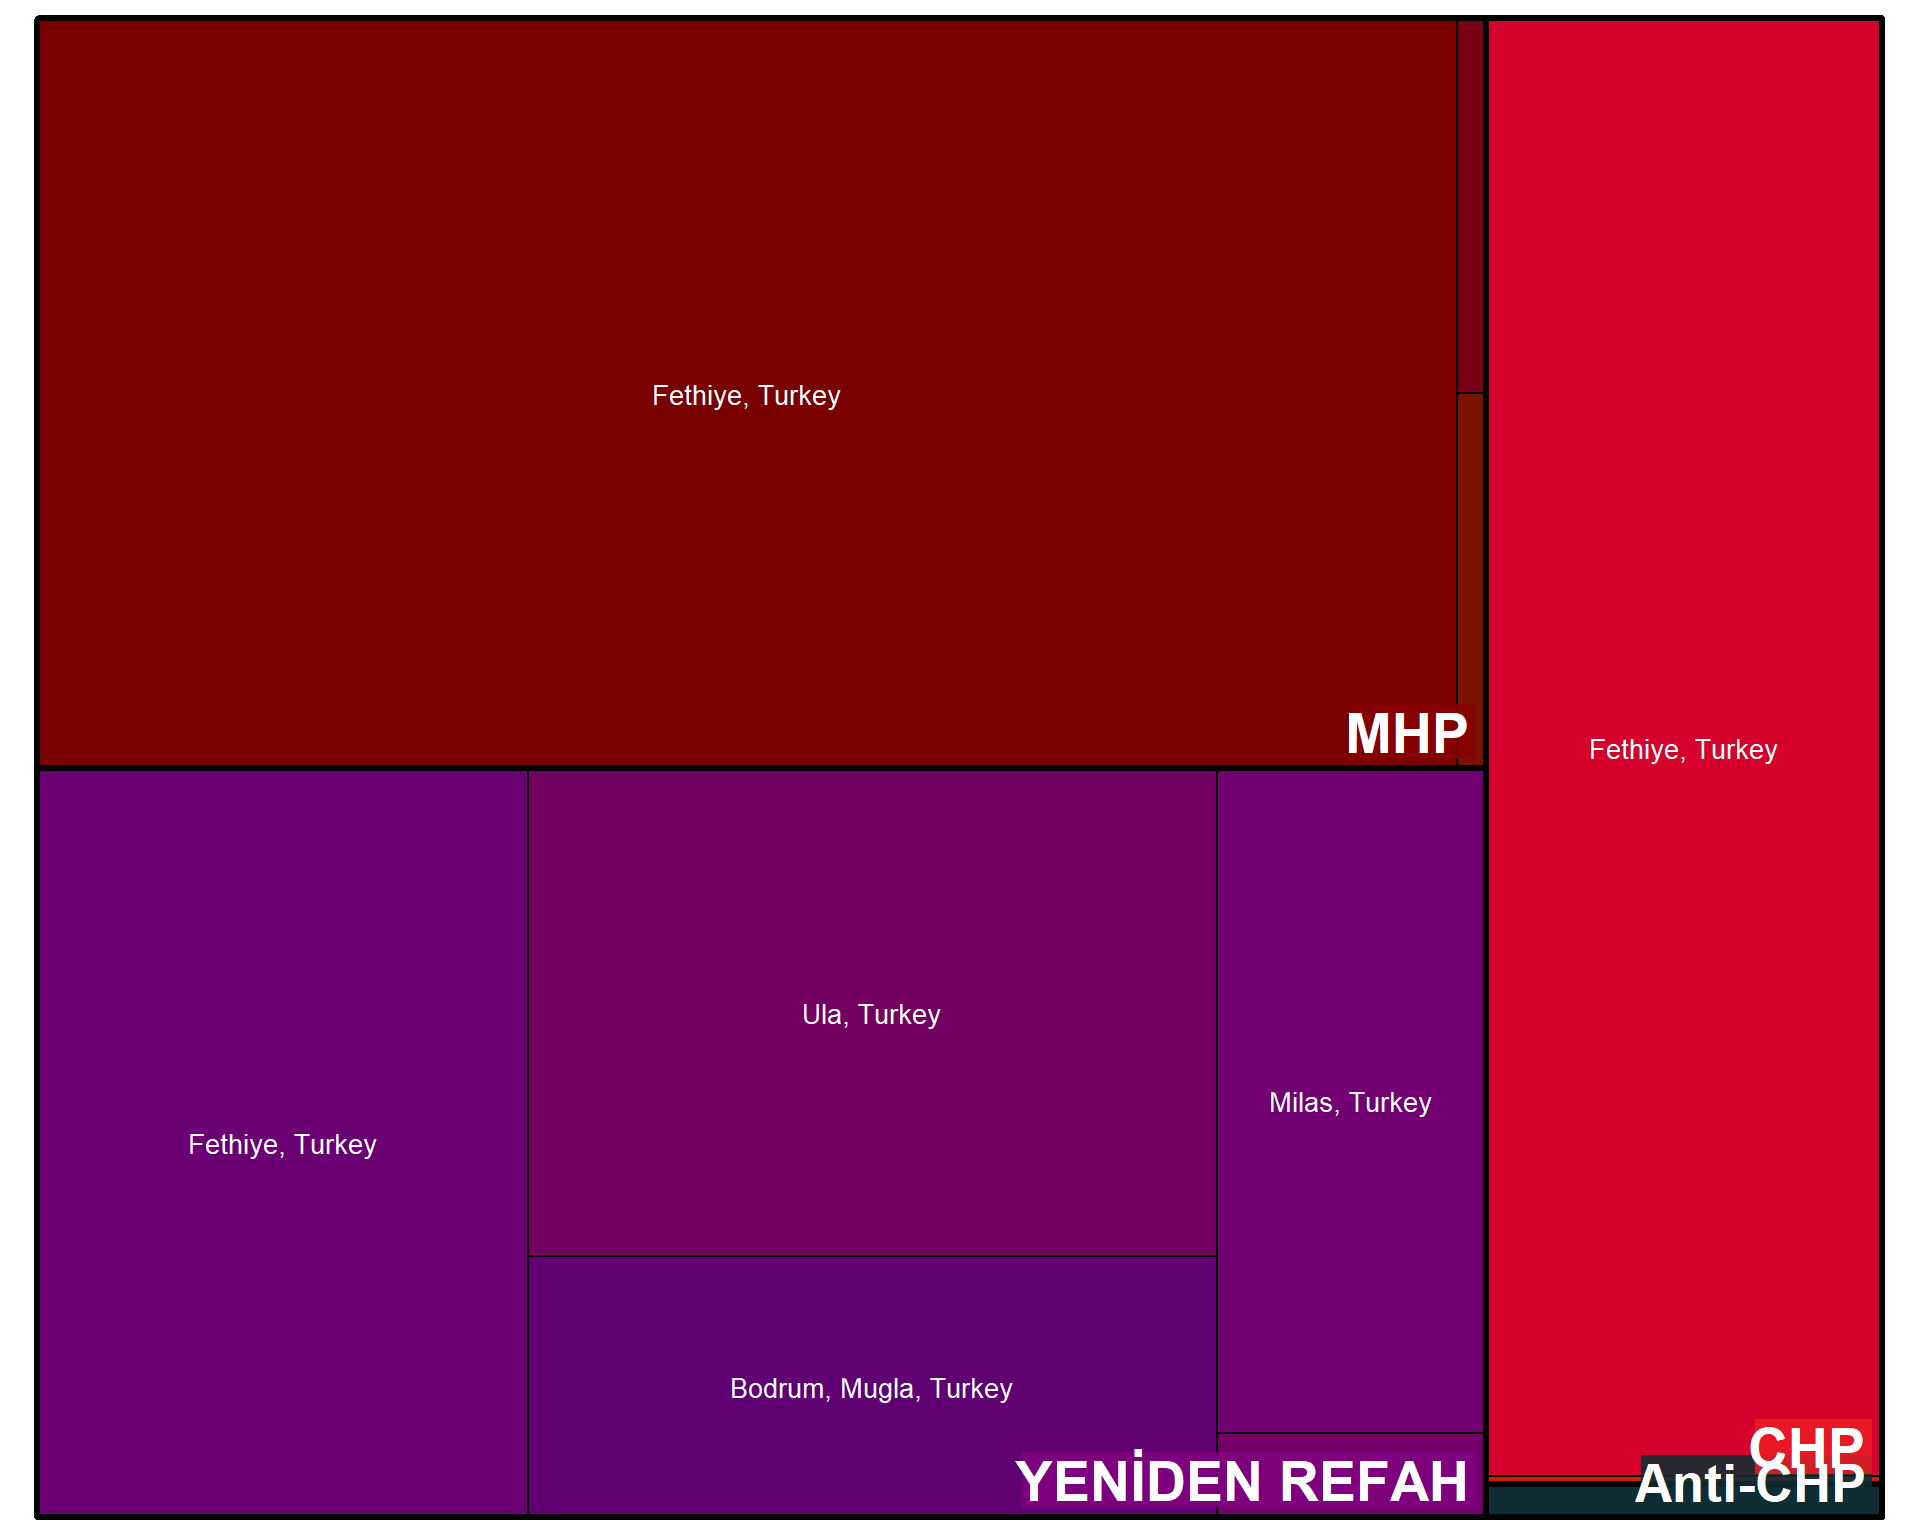 Fethiye, Turkey
MHP
Fethiye, Turkey
Fethiye, Turkey
Ula, Turkey
Milas, Turkey
Bodrum, Mugla, Turkey
YENİDEN REFAH
CHP
Anti-CHP